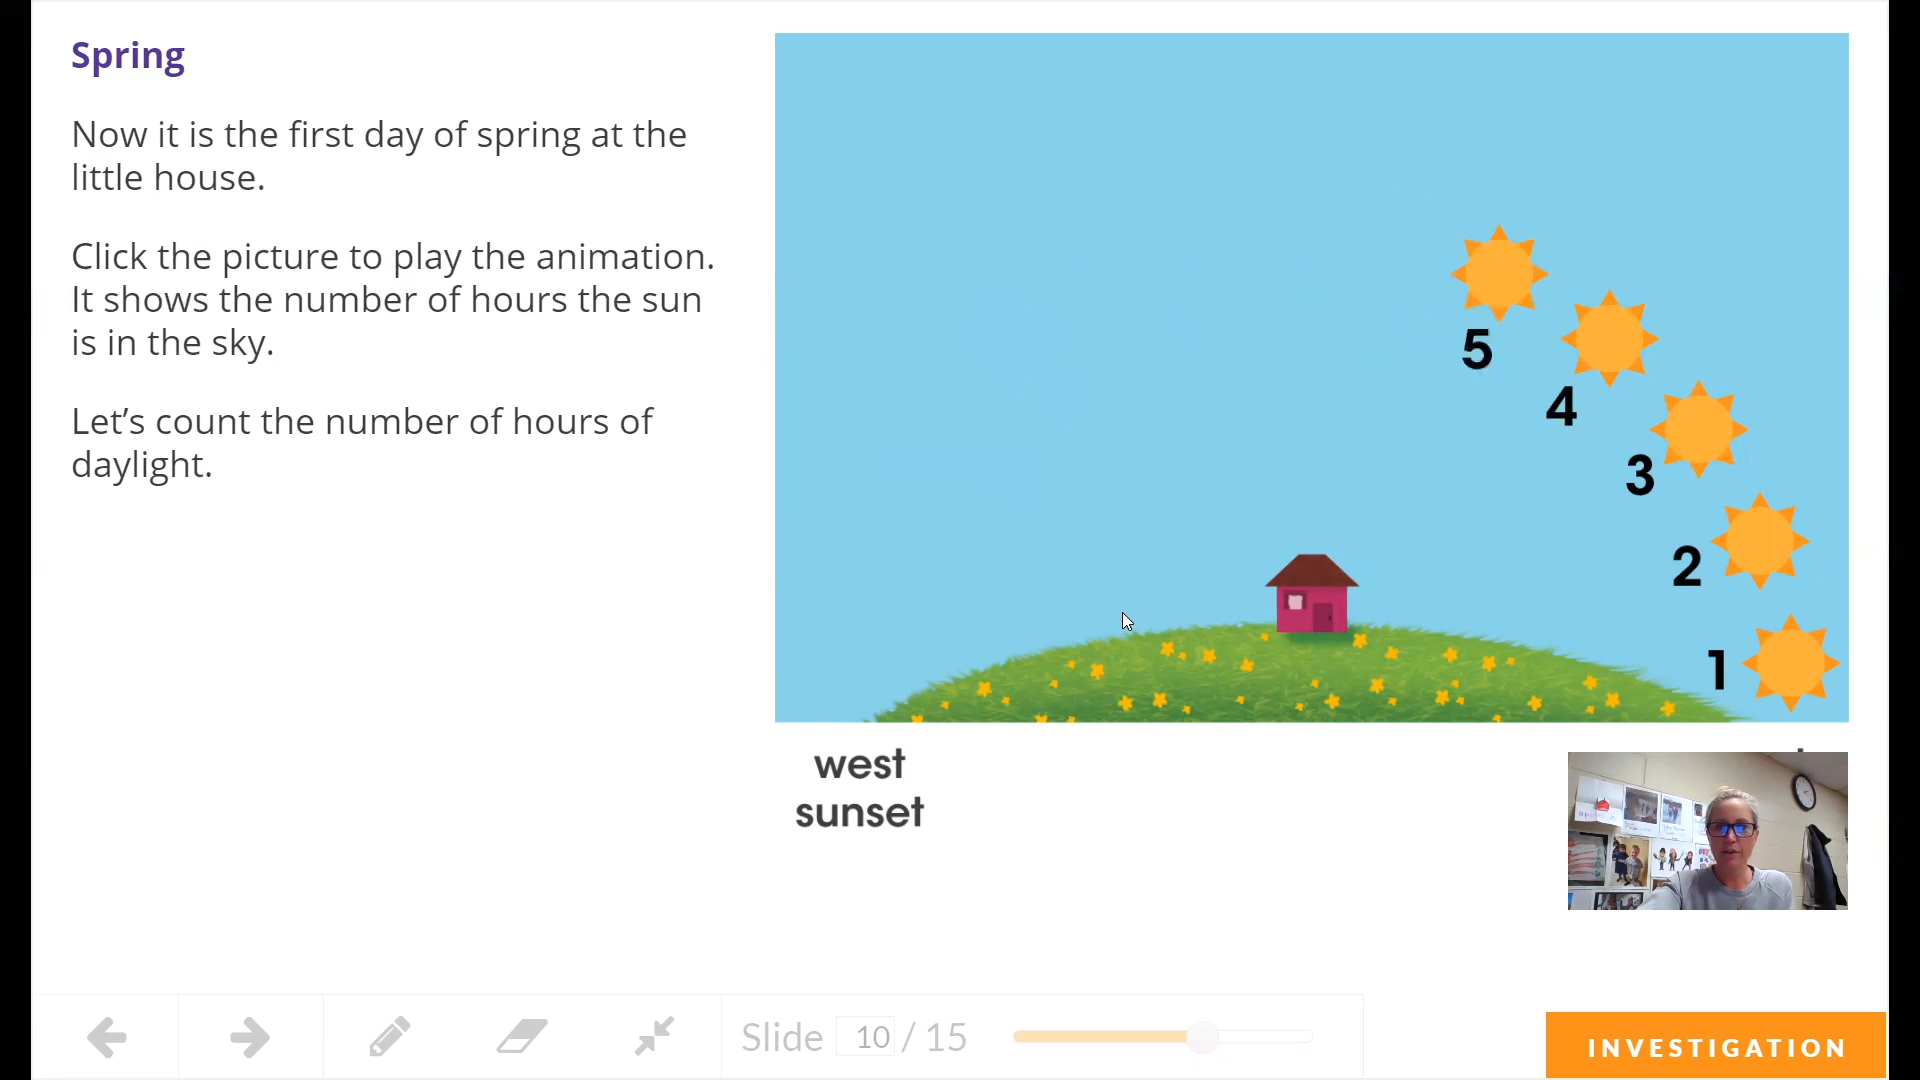 Spring
Now it is the first day of spring at the
little house.
Click the picture to play the animation.
It shows the number of hours the sun
is in the sky.
Let’s count the number of hours of
daylight.
5
4
3
2
1
west
sunset
Slide 10 / 15
INVESTIGATION